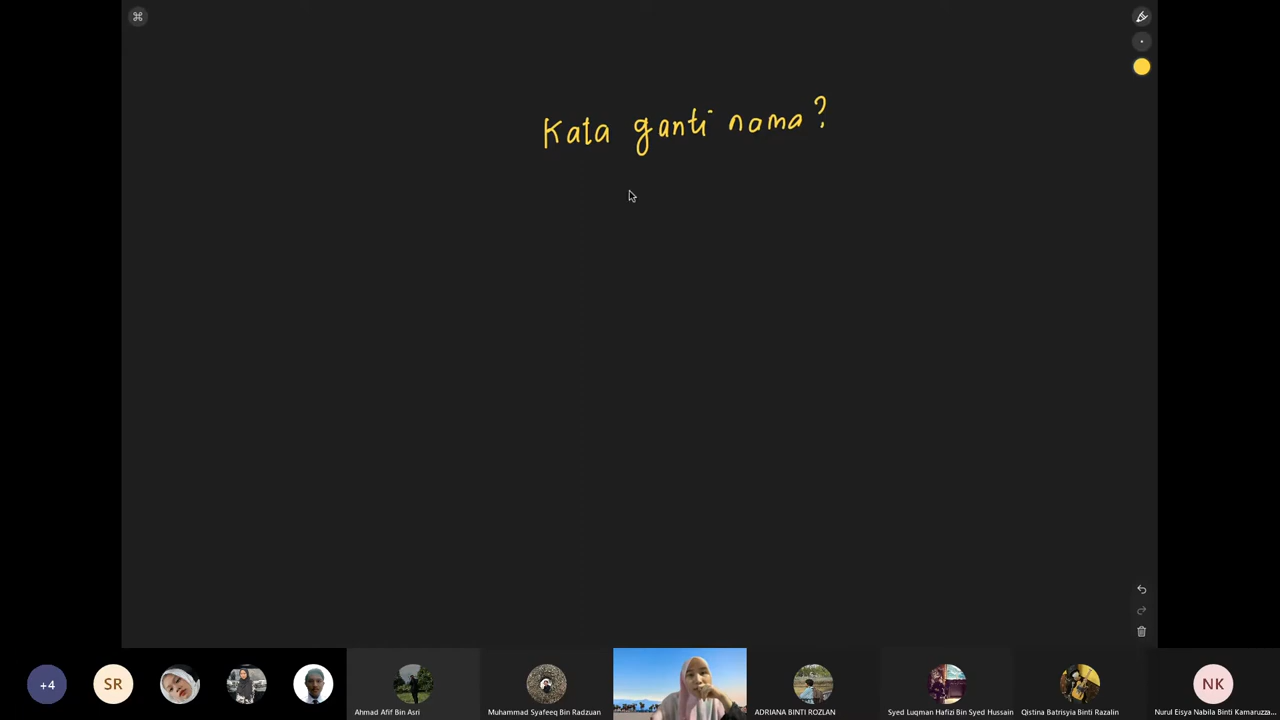 Kata ganti nama?
+4
SR
Ahmad Afif Bin Asri
Muhammad Syafeeq Bin Radzuan
ADRIANA BINTI ROZLAN
Syed Luqman Hafizi Bin Syed Hussain
Qistina Batrisyia Binti Razalin
NK
Nurul Eisya Nabila Binti Kamaruzza...